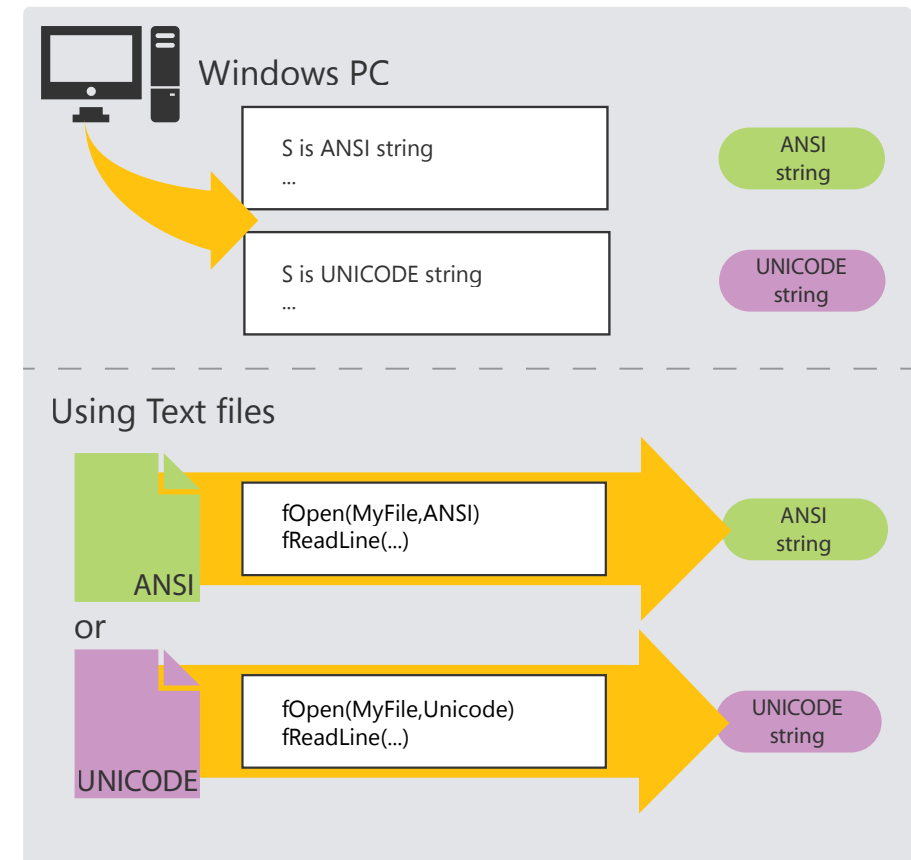 Windows PC
S is ANSI string
...
ANSI
string
S is UNICODE string
...
UNICODE
string
Using Text files
ANSI
fOpen(MyFile,ANSI)
fReadLine(...)
ANSI
string
or
UNICODE
fOpen(MyFile,Unicode)
fReadLine(...)
UNICODE
string